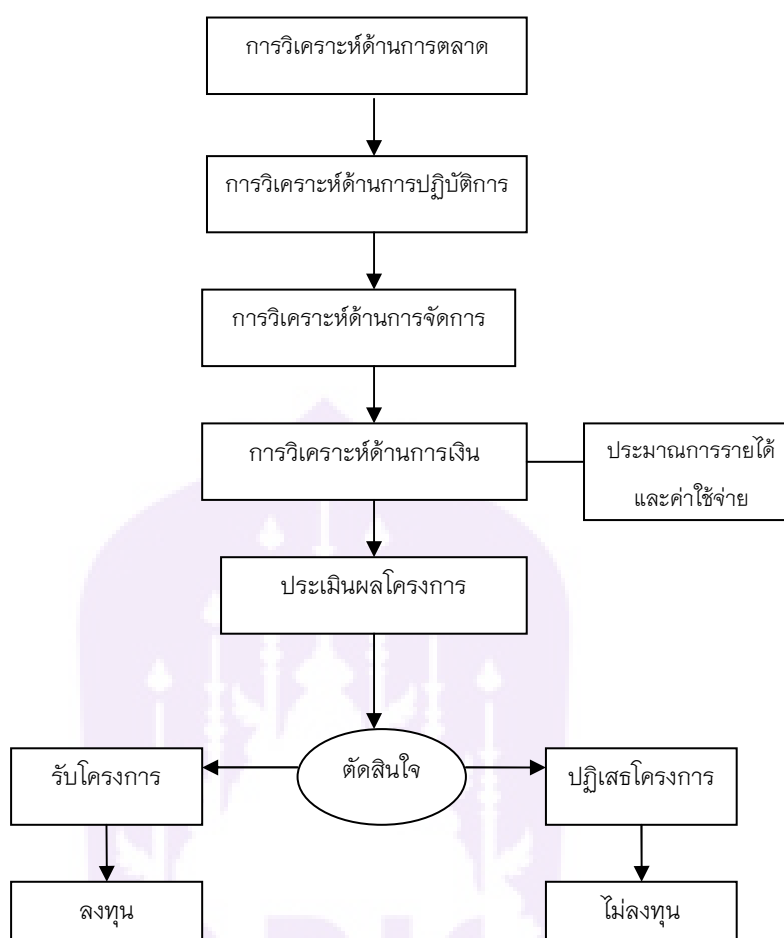 การวิเคราะห์ด้านการตลาด
การวิเคราะห์ด้านการปฏิบัติการ
การวิเคราะห์ด้านการจัดการ
การวิเคราะห์ด้านการเงิน
ประมาณการรายได้
และค่าใช้จ่าย
ประเมินผลโครงการ
ตัดสินใจ
รับโครงการ
ปฏิเสธโครงการ
ลงทุน
ไม่ลงทุน